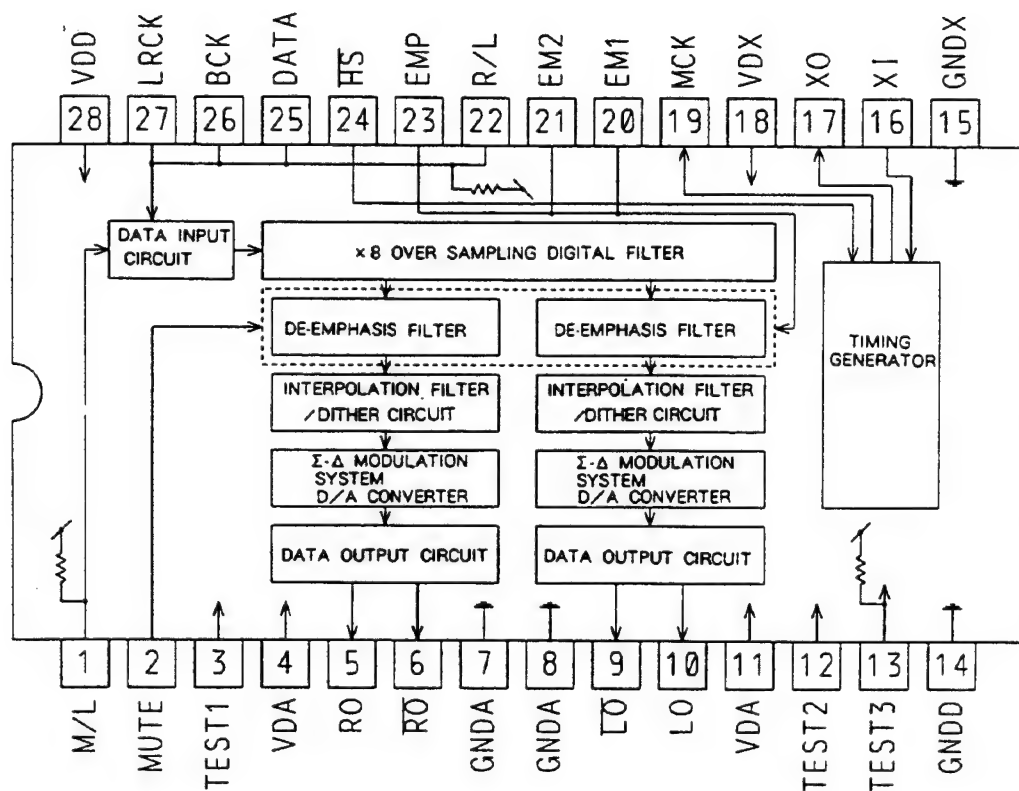 VDD LRCK BCK DATA HS EMP R/L EM2 EM1 MCK VDX XO XI GNDX
28 27 26 25 24 23 22 21 20 19 18 17 16 15
DATA INPUT
CIRCUIT
×8 OVER SAMPLING DIGITAL FILTER
DE-EMPHASIS FILTER
DE-EMPHASIS FILTER
TIMING
GENERATOR
INTERPOLATION FILTER
/DITHER CIRCUIT
INTERPOLATION FILTER
/DITHER CIRCUIT
Σ-Δ MODULATION
SYSTEM
D/A CONVERTER
Σ-Δ MODULATION
SYSTEM
D/A CONVERTER
DATA OUTPUT CIRCUIT
DATA OUTPUT CIRCUIT
1 2 3 4 5 6 7 8 9 10 11 12 13 14
M/L MUTE TEST1 VDA RO RO GNDA GNDA LO LO VDA TEST2 TEST3 GNDD